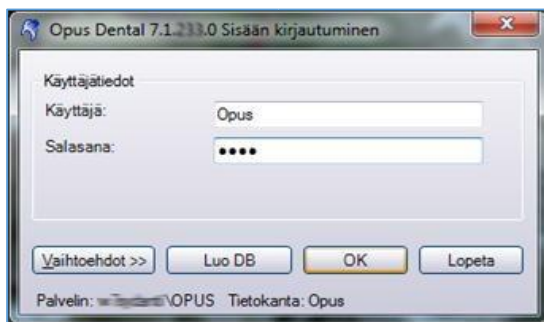 Opus Dental 7.1.233.0 Sisään kirjautuminen
Käyttäjätiedot
Käyttäjä:
Opus
Salasana:
••••
Vaihtoehdot >>
Luo DB
OK
Lopeta
Palvelin: \OPUS Tietokanta: Opus